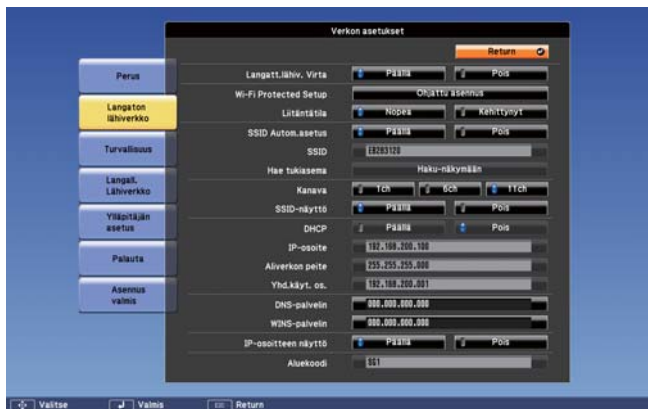 Verkon asetukset
Return
Perus
Langaton
lähiverkko
Turvallisuus
Langall.
Lähiverkko
Ylläpitäjän
asetus
Palauta
Asennus
valmis
Langatt.lähiv. Virta Päällä Pois
Wi-Fi Protected Setup Ohjattu asennus
Liitäntätila Nopea Kehittynyt
SSID Autom.asetus Päällä Pois
SSID EB283120
Hae tukiasema Haku-näkymään
Kanava 1ch 6ch 11ch
SSID-näyttö Päällä Pois
DHCP Päällä Pois
IP-osoite 192.168.200.100
Aliverkon peite 255.255.255.000
Yhd.käyt. os. 192.168.200.001
DNS-palvelin 000.000.000.000
WINS-palvelin 000.000.000.000
IP-osoitteen näyttö Päällä Pois
Aluekoodi SG1
Valitse Valmis Esc Return